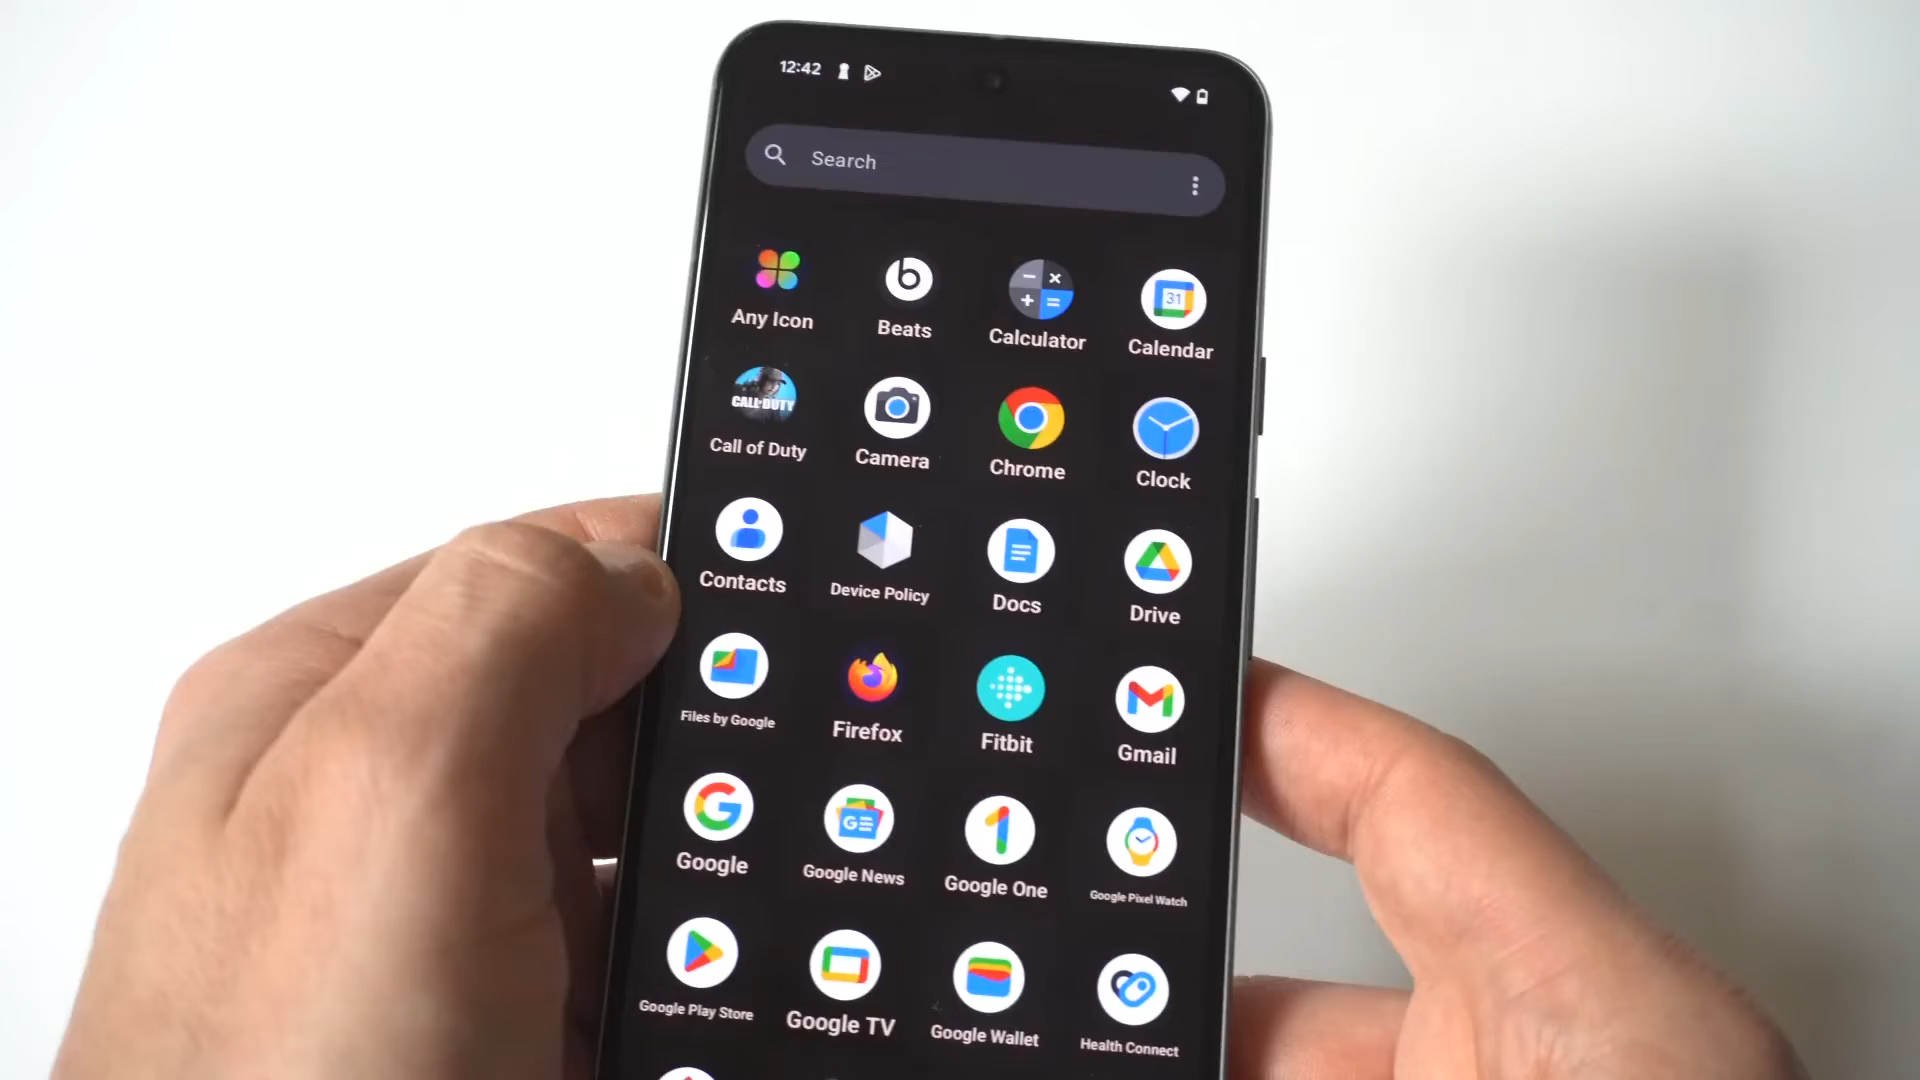 12:42
Search
Any Icon
Beats
Calculator
31
Calendar
CALL OF DUTY
Call of Duty
Camera
Chrome
Clock
Contacts
Device Policy
Docs
Drive
Files by Google
Firefox
Fitbit
Gmail
Google
Google News
Google One
Google Pixel Watch
Google Play Store
Google TV
Google Wallet
Health Connect